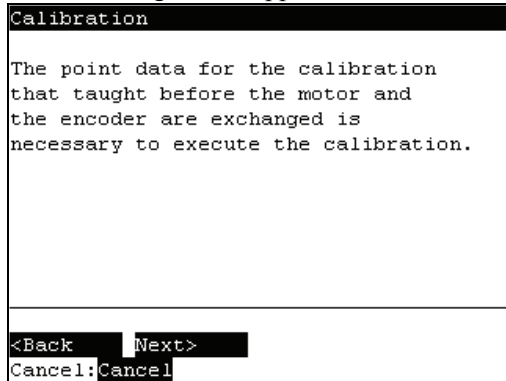 Calibration
The point data for the calibration
that taught before the motor and
the encoder are exchanged is
necessary to execute the calibration.
<Back Next>
Cancel:Cancel